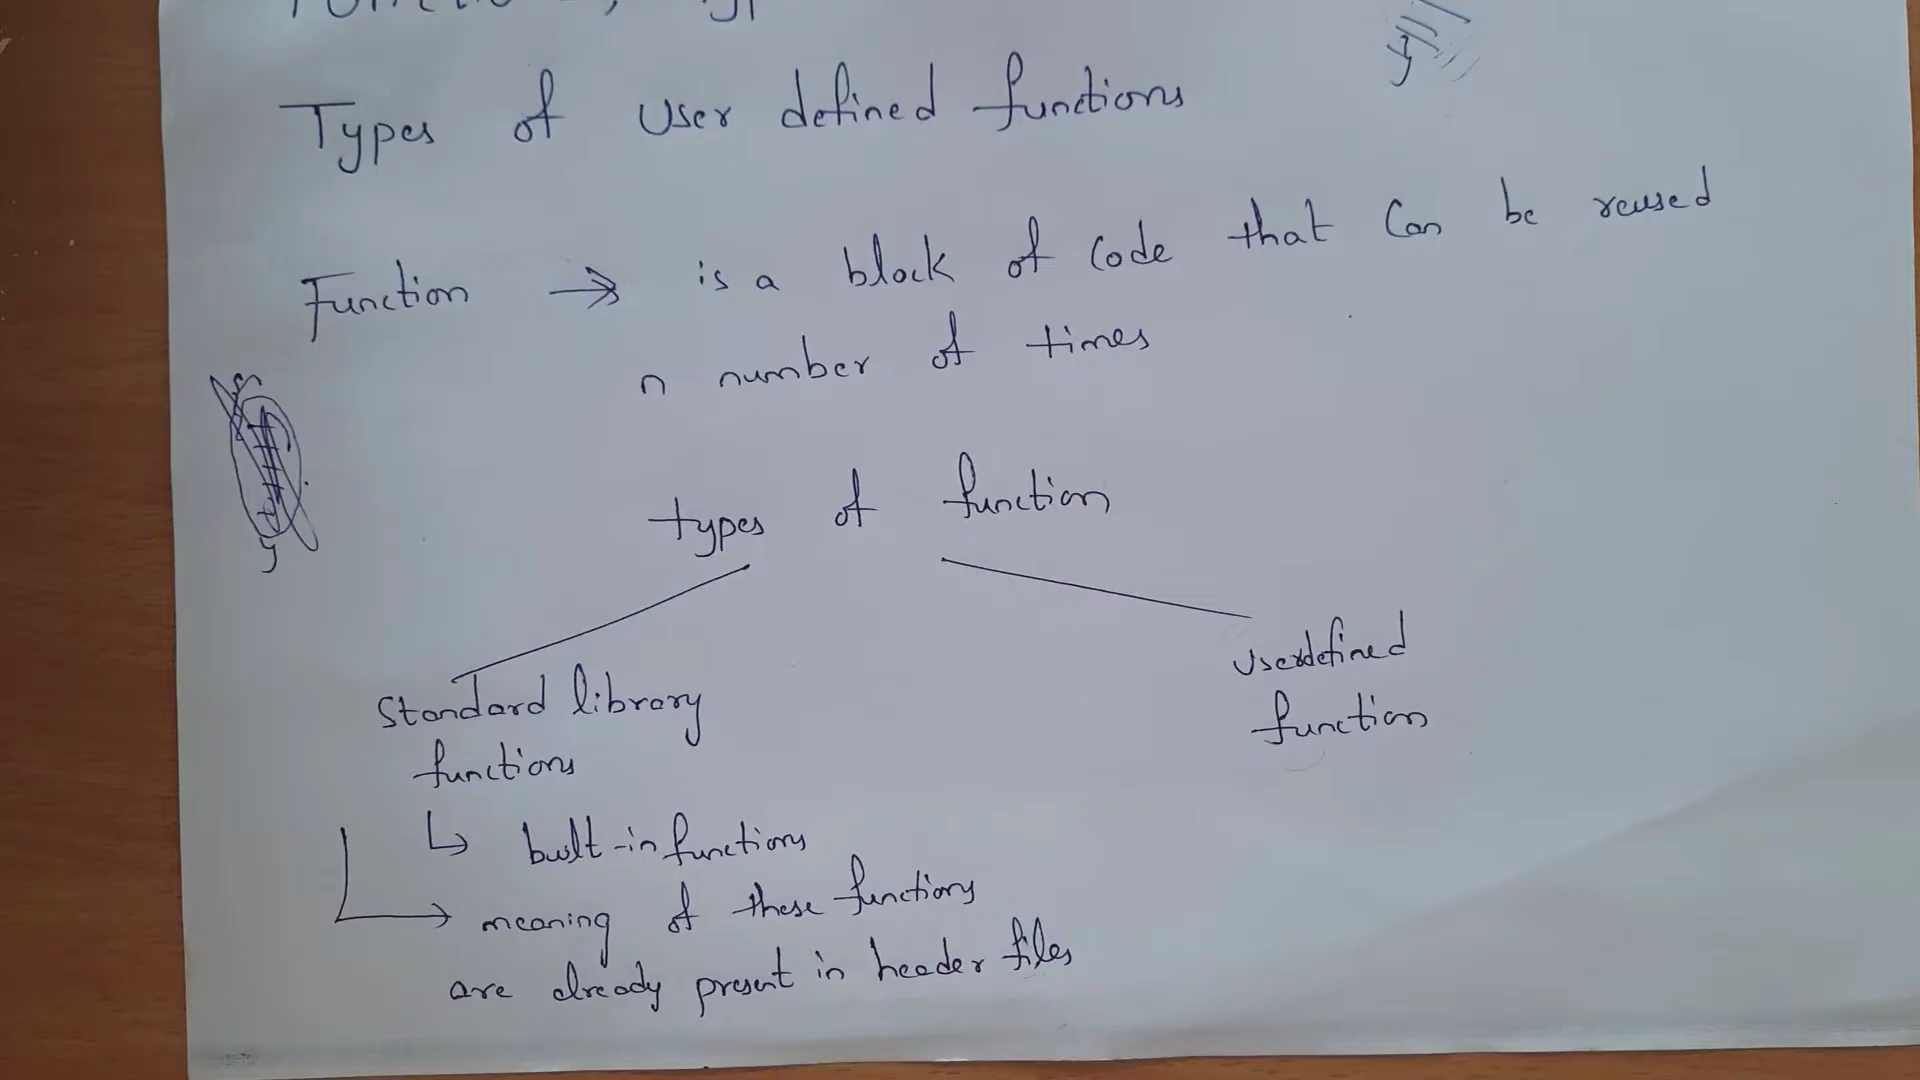 Types of User defined functions
Function → is a block of code that can be reused
n number of times
types of function
Standard library
functions
Userdefined
function
↳ built-in functions
→ meaning of these functions
are already present in header files